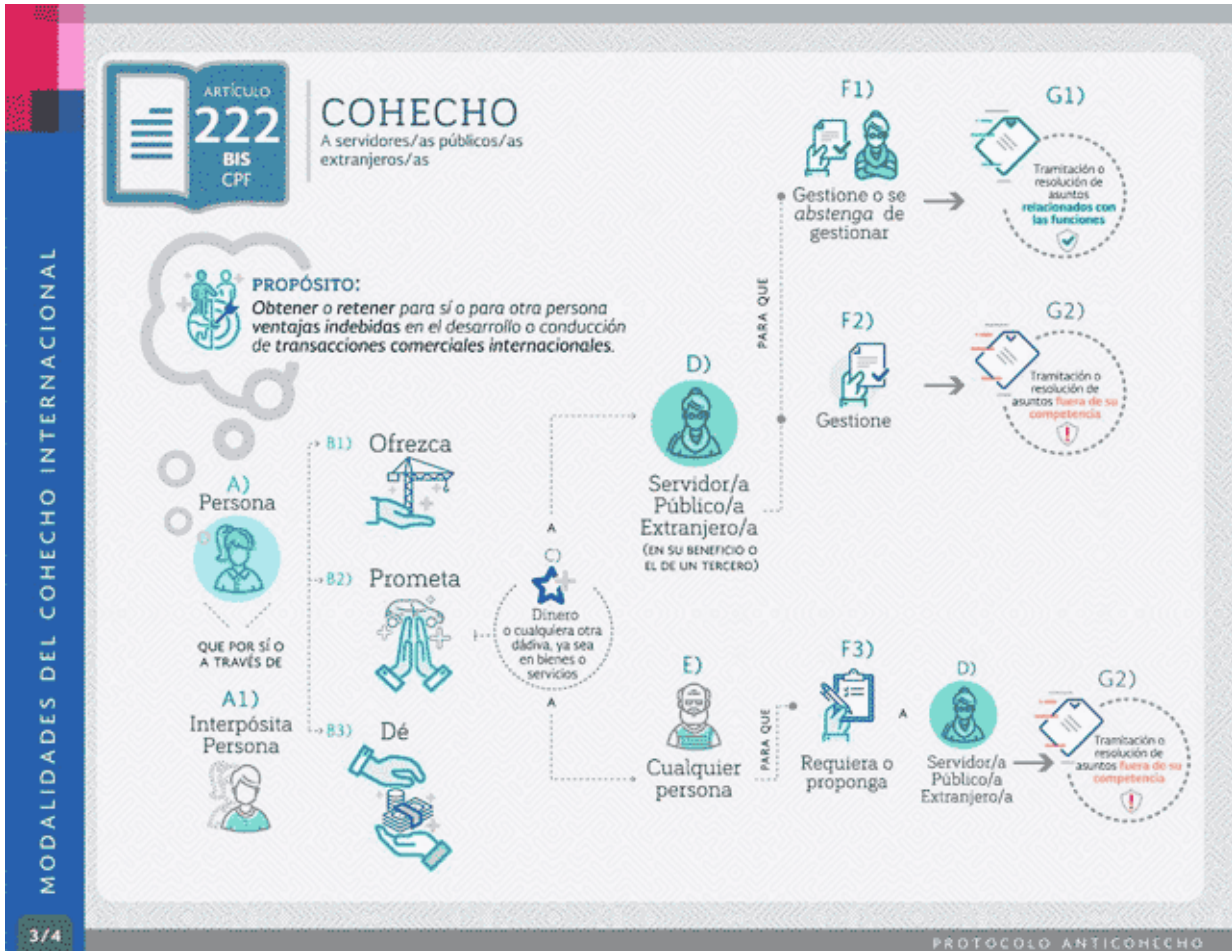 ARTÍCULO
222
BIS
CPF
COHECHO
A servidores/as públicos/as
extranjeros/as
PROPÓSITO:
Obtener o retener para sí o para otra persona
ventajas indebidas en el desarrollo o conducción
de transacciones comerciales internacionales.
A)
Persona
QUE POR SÍ O
A TRAVÉS DE
A1)
Interpósita
Persona
B1) Ofrezca
B2) Prometa
B3) Dé
A
C)
Dinero
o cualquiera otra
dádiva, ya sea
en bienes o
servicios
A
D)
Servidor/a
Público/a
Extranjero/a
(EN SU BENEFICIO O
EL DE UN TERCERO)
PARA QUE
F1)
Gestione o se
abstenga de
gestionar
G1)
Tramitación o
resolución de
asuntos
relacionados con
las funciones
F2)
Gestione
G2)
Tramitación o
resolución de
asuntos fuera de su
competencia
E)
Cualquier
persona
PARA QUE
F3)
Requiera o
proponga
A
D)
Servidor/a
Público/a
Extranjero/a
G2)
Tramitación o
resolución de
asuntos fuera de su
competencia
MODALIDADES DEL COHECHO INTERNACIONAL
3/4
PROTOCOLO ANTICOHECHO